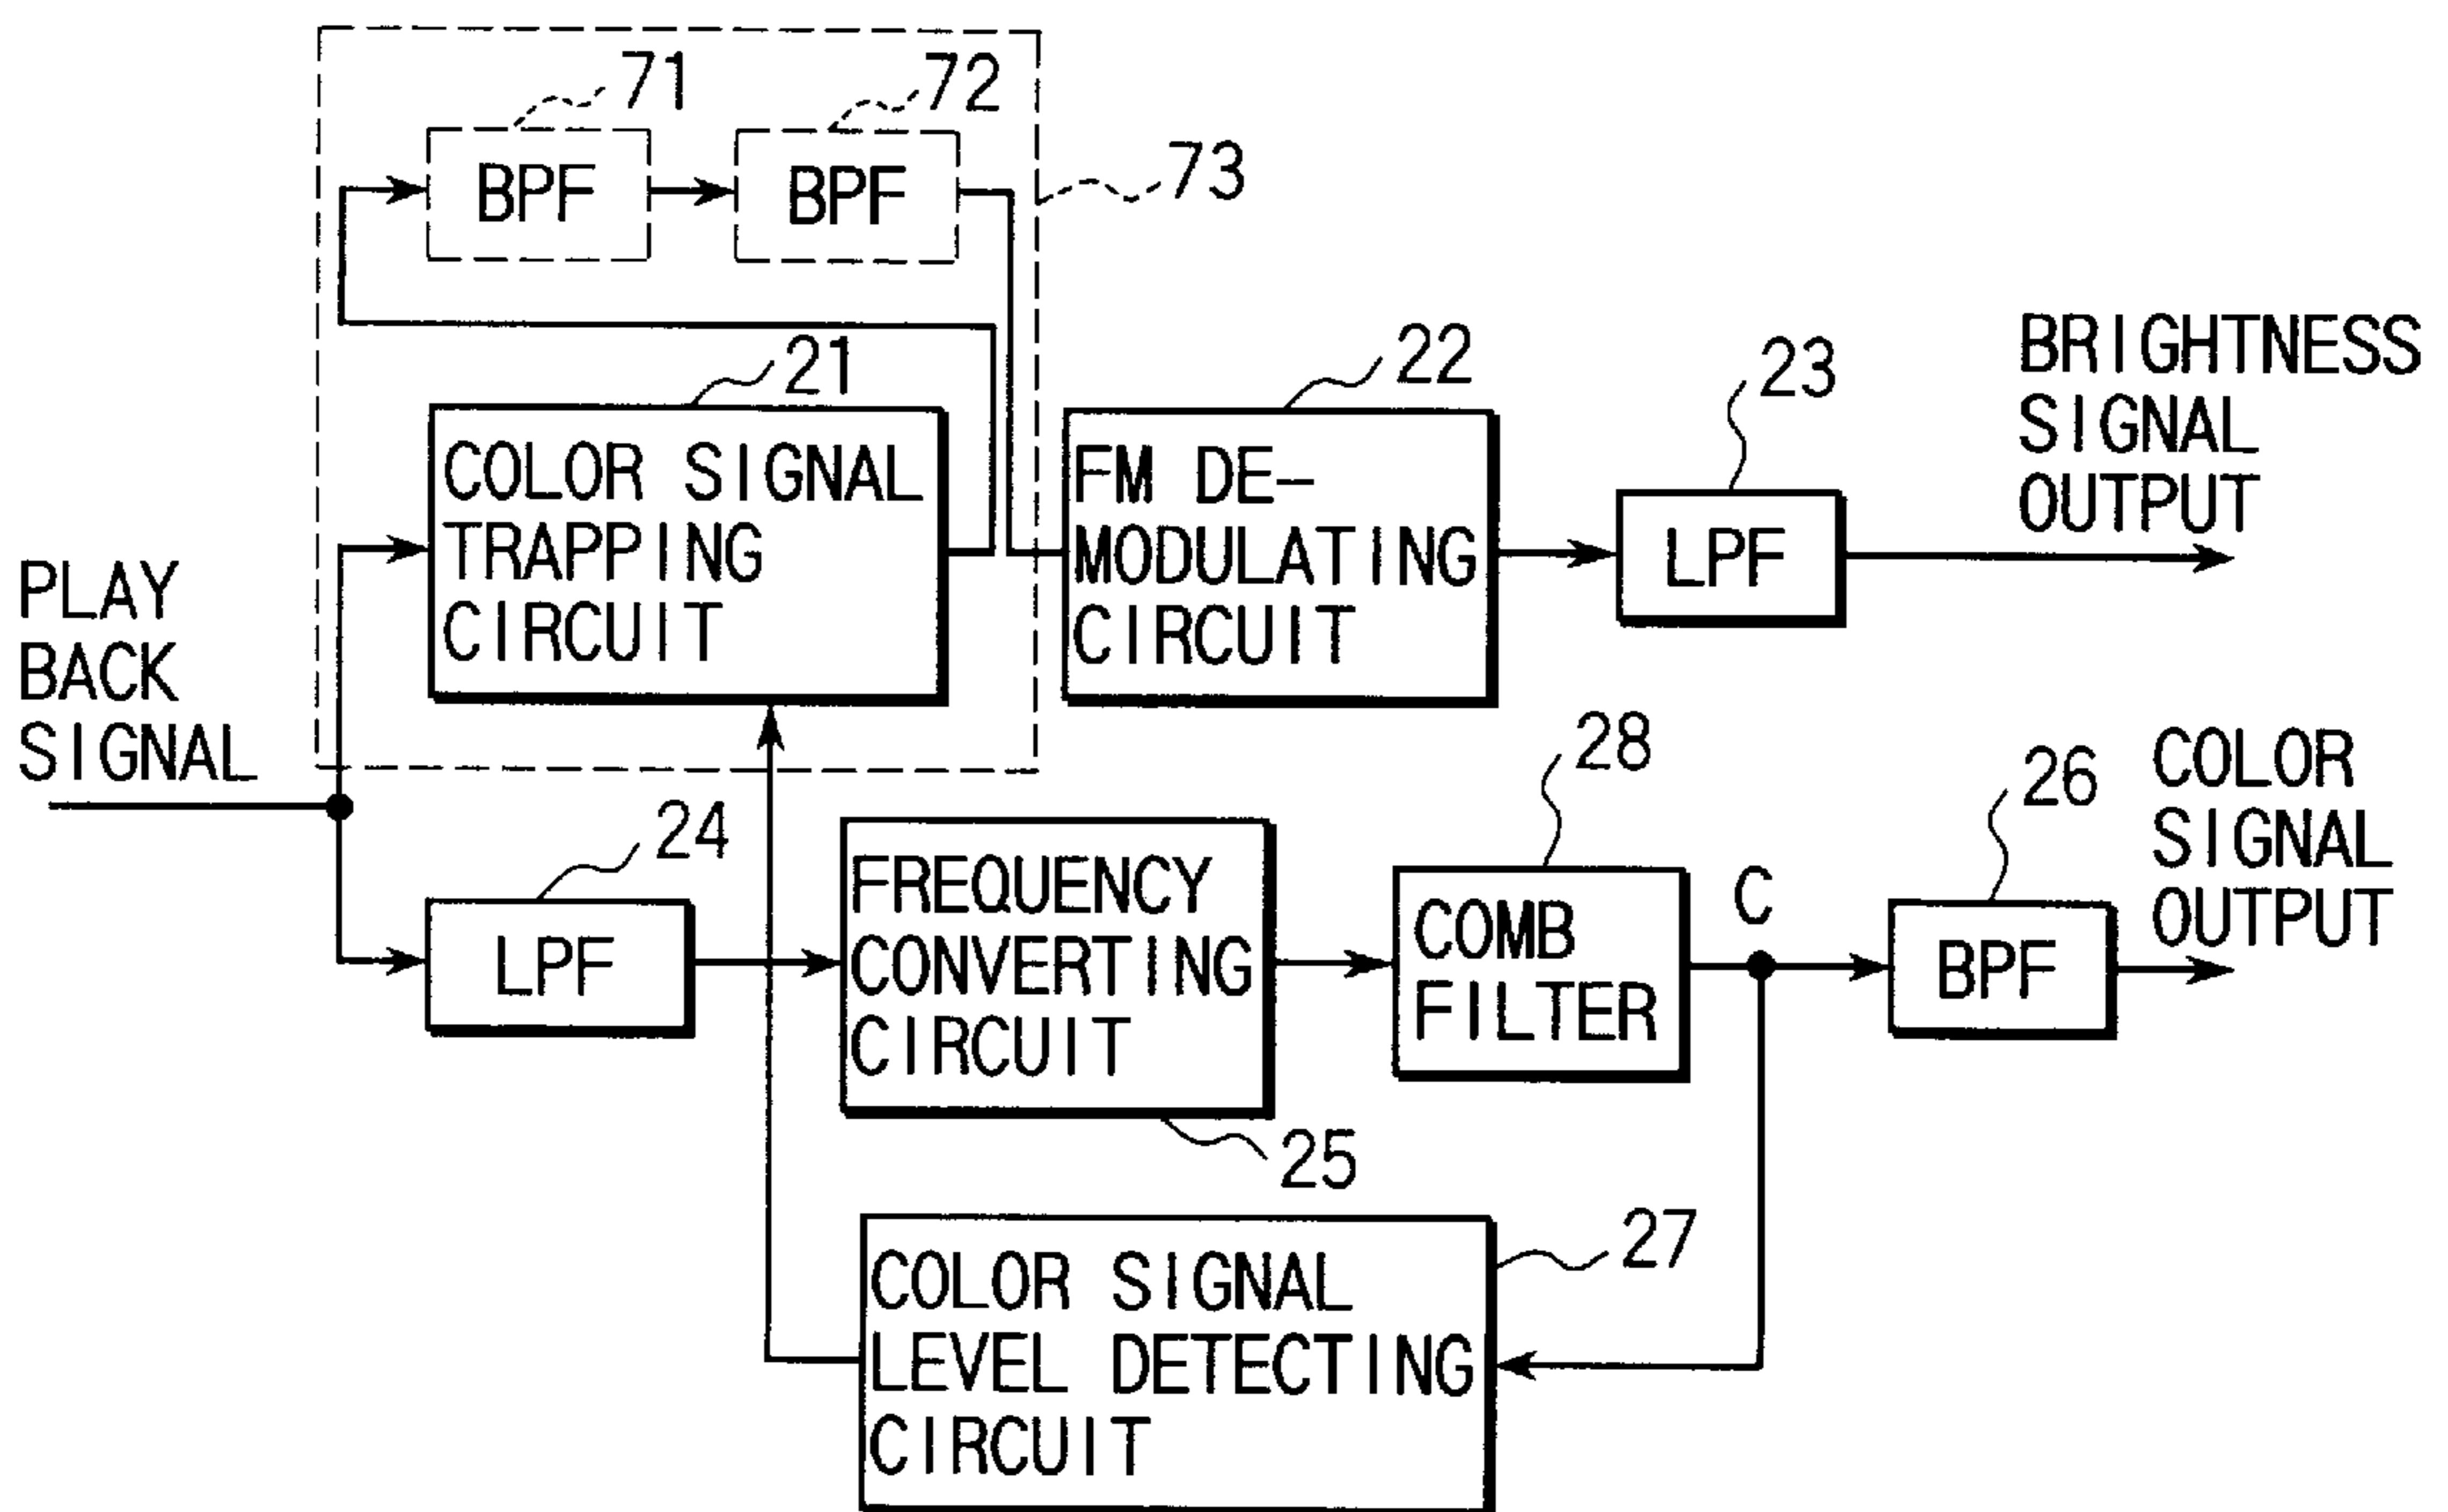 71
72
BPF
BPF
73
21
22
23
BRIGHTNESS
SIGNAL
OUTPUT
COLOR SIGNAL
TRAPPING
CIRCUIT
FM DE-
MODULATING
CIRCUIT
LPF
PLAY
BACK
SIGNAL
24
28
26
COLOR
SIGNAL
OUTPUT
LPF
FREQUENCY
CONVERTING
CIRCUIT
COMB
FILTER
C
BPF
25
27
COLOR SIGNAL
LEVEL DETECTING
CIRCUIT